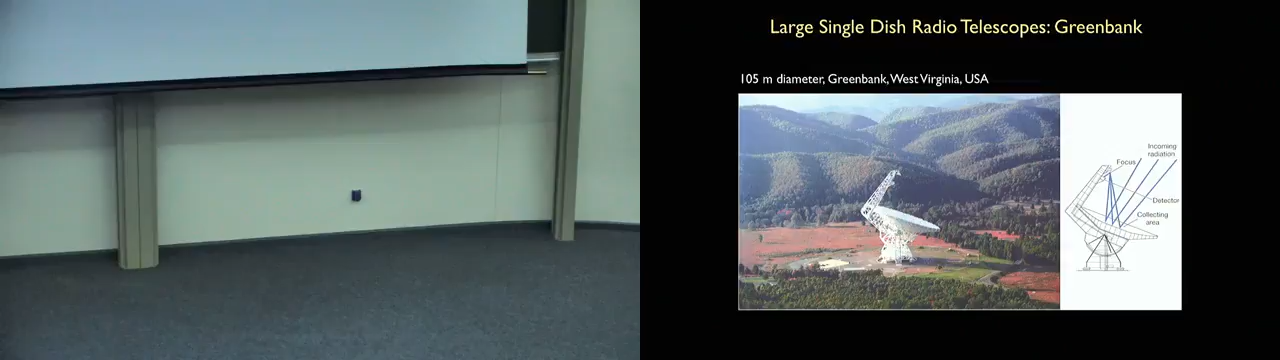 Large Single Dish Radio Telescopes: Greenbank
105 m diameter, Greenbank, West Virginia, USA
Incoming
radiation
Focus
Detector
Collecting
area